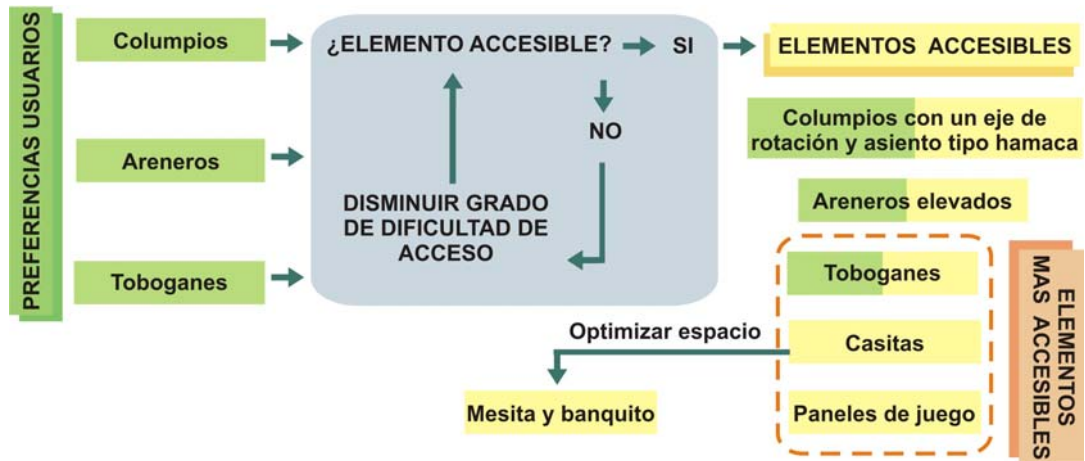 PREFERENCIAS USUARIOS
Columpios
Areneros
Toboganes
¿ELEMENTO ACCESIBLE?
SI
NO
DISMINUIR GRADO
DE DIFICULTAD DE
ACCESO
ELEMENTOS ACCESIBLES
Columpios con un eje de
rotación y asiento tipo hamaca
Areneros elevados
Toboganes
Casitas
Paneles de juego
ELEMENTOS
MAS ACCESIBLES
Optimizar espacio
Mesita y banquito